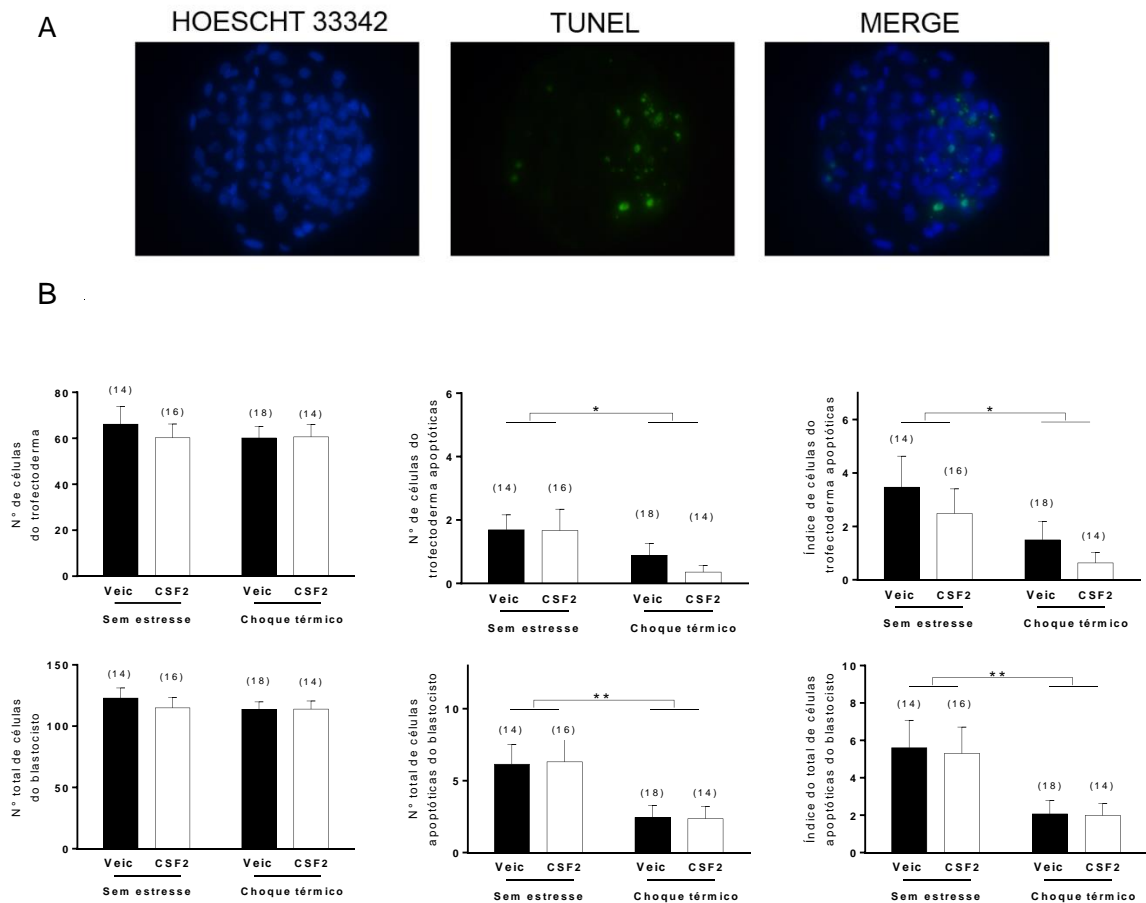 A
HOESCHT 33342
TUNEL
MERGE
B
N° de células
do trofectoderma
80
60
40
20
0
(14)
(16)
(18)
(14)
Veic
CSF2
Veic
CSF2
Sem estresse
Choque térmico
N° de células do
trofectoderma apoptóticas
6
4
2
0
*
(14)
(16)
(18)
(14)
Veic
CSF2
Veic
CSF2
Sem estresse
Choque térmico
Índice de células do
trofectoderma apoptóticas
6
4
2
0
*
(14)
(16)
(18)
(14)
Veic
CSF2
Veic
CSF2
Sem estresse
Choque térmico
N° total de células
do blastocisto
150
100
50
0
(14)
(16)
(18)
(14)
Veic
CSF2
Veic
CSF2
Sem estresse
Choque térmico
N° total de células
apoptóticas do blastocisto
10
5
0
**
(14)
(16)
(18)
(14)
Veic
CSF2
Veic
CSF2
Sem estresse
Choque térmico
Índice do total de células
apoptóticas do blastocisto
10
8
6
4
2
0
**
(14)
(16)
(18)
(14)
Veic
CSF2
Veic
CSF2
Sem estresse
Choque térmico